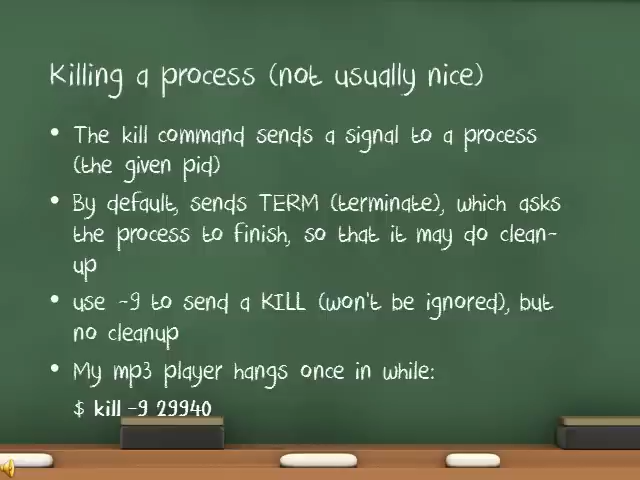 Killing a process (not usually nice)
• The kill command sends a signal to a process
(the given pid)
• By default, sends TERM (terminate), which asks
the process to finish, so that it may do clean-
up
• use -9 to send a KILL (won't be ignored), but
no cleanup
• My mp3 player hangs once in while:
$ kill -9 29940